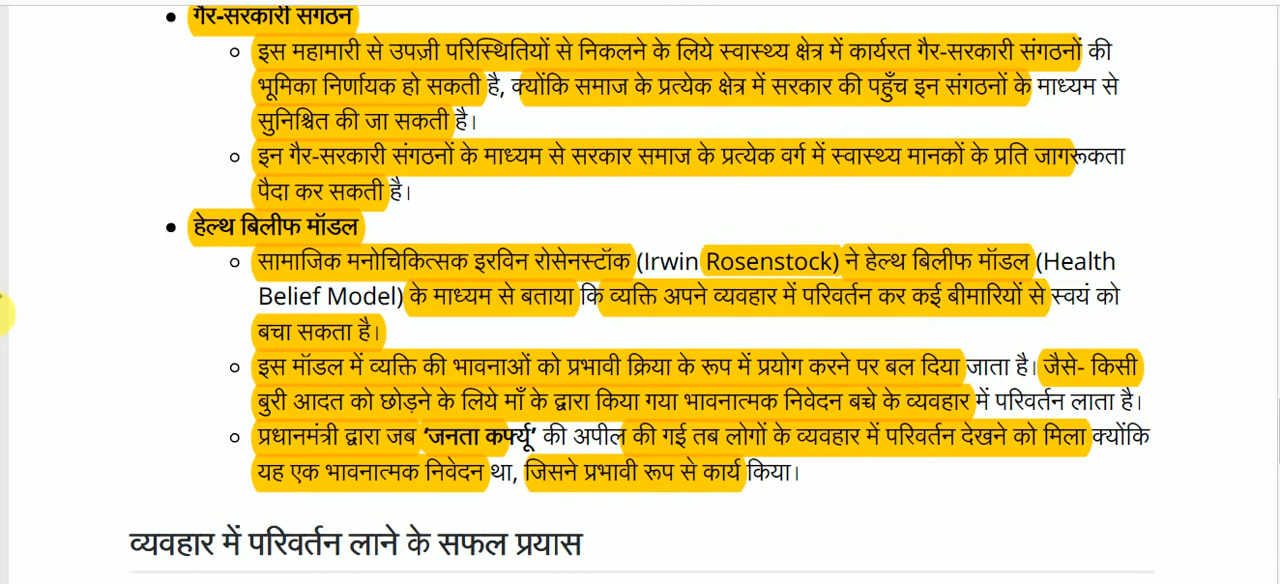 गैर-सरकारी सगठन
इस महामारी से उपज़ी परिस्थितियों से निकलने के लिये स्वास्थ्य क्षेत्र में कार्यरत गैर-सरकारी संगठनों की
भूमिका निर्णायक हो सकती है, क्योंकि समाज के प्रत्येक क्षेत्र में सरकार की पहुँच इन संगठनों के माध्यम से
सुनिश्चित की जा सकती है।
इन गैर-सरकारी संगठनों के माध्यम से सरकार समाज के प्रत्येक वर्ग में स्वास्थ्य मानकों के प्रति जागरूकता
पैदा कर सकती है।
हेल्थ बिलीफ मॉडल
सामाजिक मनोचिकित्सक इरविन रोसेनस्टॉक (Irwin Rosenstock) ने हेल्थ बिलीफ मॉडल (Health
Belief Model) के माध्यम से बताया कि व्यक्ति अपने व्यवहार में परिवर्तन कर कई बीमारियों से स्वयं को
बचा सकता है।
इस मॉडल में व्यक्ति की भावनाओं को प्रभावी क्रिया के रूप में प्रयोग करने पर बल दिया जाता है। जैसे- किसी
बुरी आदत को छोड़ने के लिये माँ के द्वारा किया गया भावनात्मक निवेदन बच्चे के व्यवहार में परिवर्तन लाता है।
प्रधानमंत्री द्वारा जब ‘जनता कर्फ्यू’ की अपील की गई तब लोगों के व्यवहार में परिवर्तन देखने को मिला क्योंकि
यह एक भावनात्मक निवेदन था, जिसने प्रभावी रूप से कार्य किया।
व्यवहार में परिवर्तन लाने के सफल प्रयास